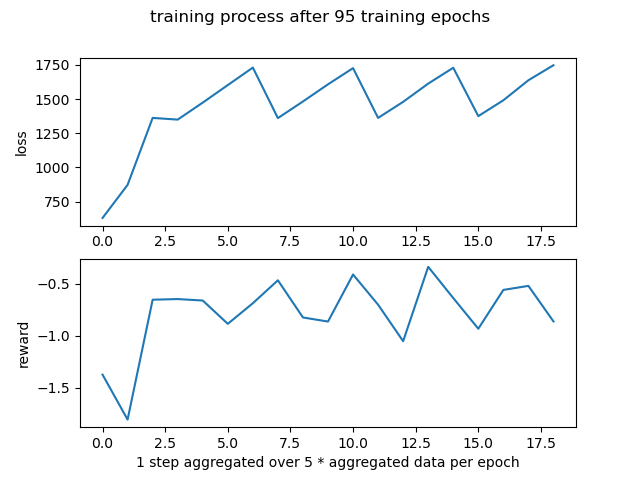 training process after 95 training epochs
1750
1500
1250
1000
750
loss
0.0 2.5 5.0 7.5 10.0 12.5 15.0 17.5
−0.5
−1.0
−1.5
reward
0.0 2.5 5.0 7.5 10.0 12.5 15.0 17.5
1 step aggregated over 5 * aggregated data per epoch